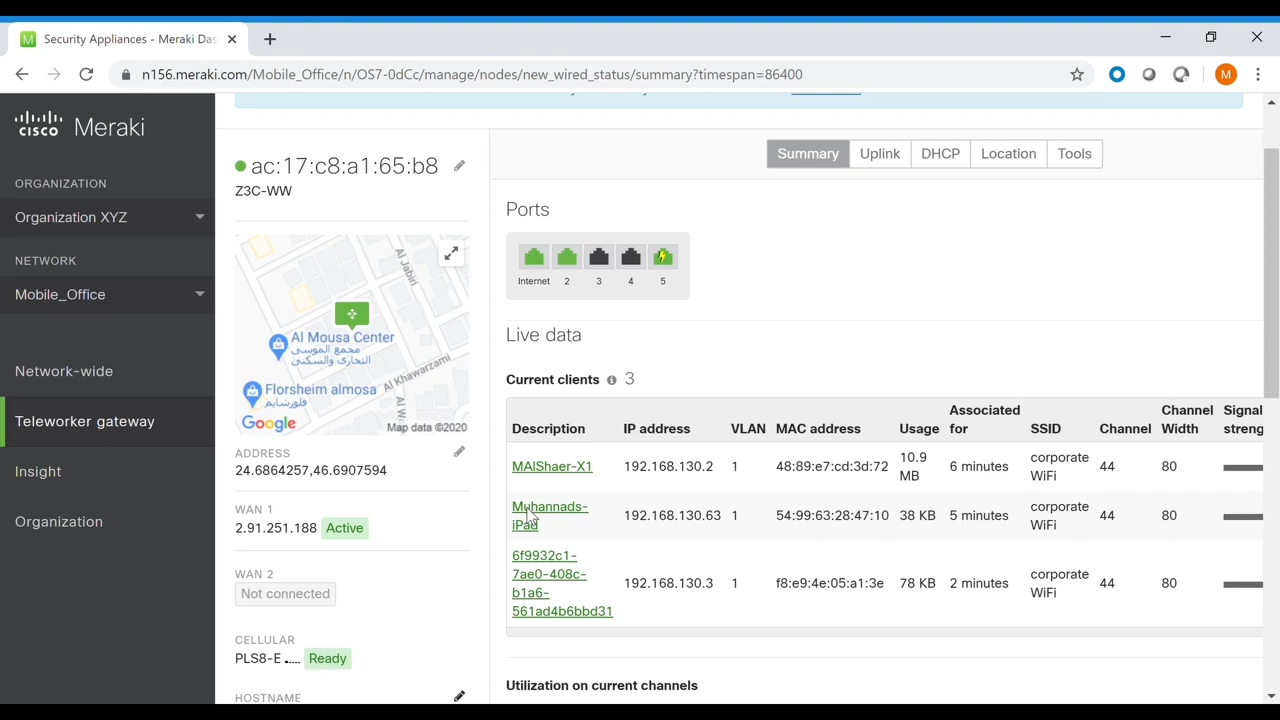 Security Appliances - Meraki Das
n156.meraki.com/Mobile_Office/n/OS7-0dCc/manage/nodes/new_wired_status/summary?timespan=86400
M
cisco Meraki
ORGANIZATION
Organization XYZ
NETWORK
Mobile_Office
Network-wide
Teleworker gateway
Insight
Organization
ac:17:c8:a1:65:b8
Z3C-WW
Al Jabiri
Al Mousa Center
مجمع الموسى
التجاري والسكني
Al Khawarzami
Florsheim almosa
فلورشايم
Al W
Google
Map data ©2020
ADDRESS
24.6864257,46.6907594
WAN 1
2.91.251.188 Active
WAN 2
Not connected
CELLULAR
PLS8-E ..... Ready
HOSTNAME
Summary Uplink DHCP Location Tools
Ports
Internet 2 3 4 5
Live data
Current clients i 3
Description IP address VLAN MAC address Usage Associated for SSID Channel Channel Width Signal streng
MAlShaer-X1 192.168.130.2 1 48:89:e7:cd:3d:72 10.9 MB 6 minutes corporate WiFi 44 80
Muhannads-iPad 192.168.130.63 1 54:99:63:28:47:10 38 KB 5 minutes corporate WiFi 44 80
6f9932c1-7ae0-408c-b1a6-561ad4b6bbd31 192.168.130.3 1 f8:e9:4e:05:a1:3e 78 KB 2 minutes corporate WiFi 44 80
Utilization on current channels